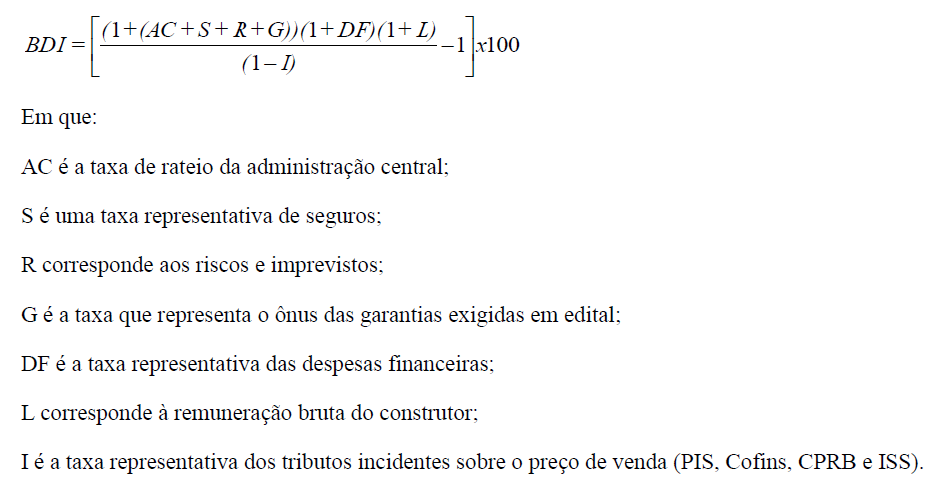 BDI = [ (1+(AC+S+R+G))(1+DF)(1+L) / (1−I) −1 ] x100
Em que:
AC é a taxa de rateio da administração central;
S é uma taxa representativa de seguros;
R corresponde aos riscos e imprevistos;
G é a taxa que representa o ônus das garantias exigidas em edital;
DF é a taxa representativa das despesas financeiras;
L corresponde à remuneração bruta do construtor;
I é a taxa representativa dos tributos incidentes sobre o preço de venda (PIS, Cofins, CPRB e ISS).